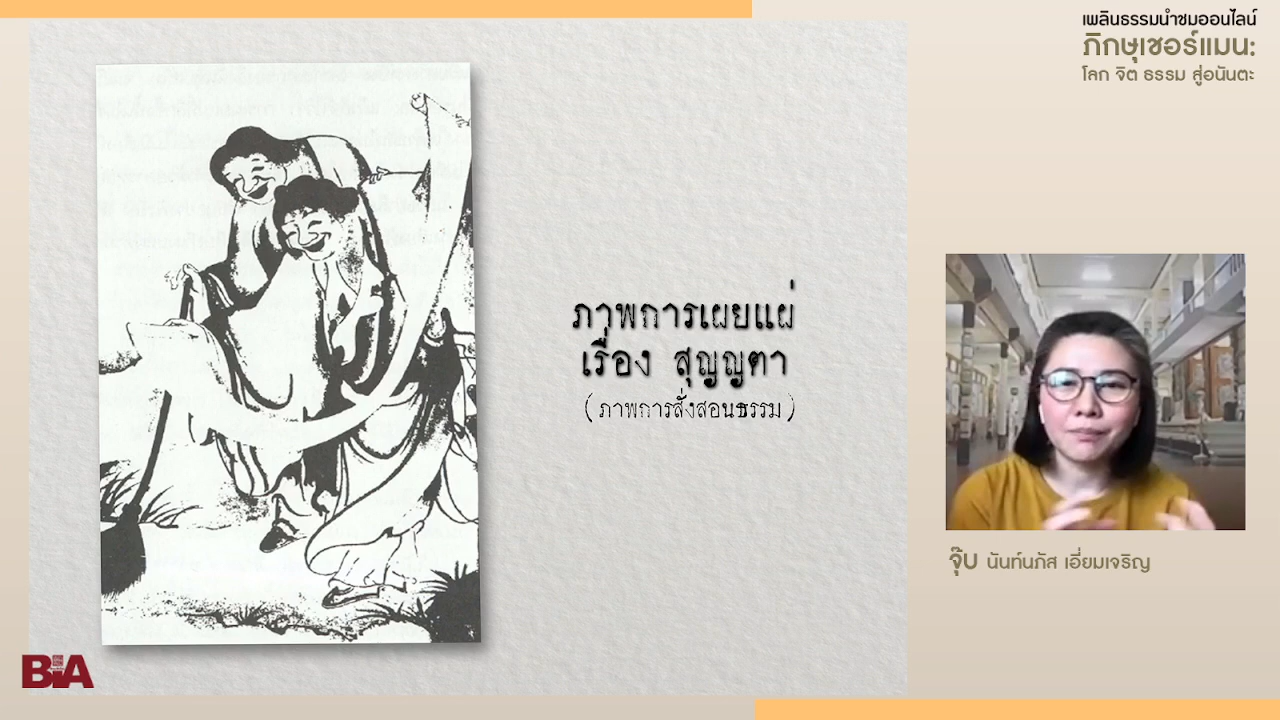 เพลินธรรมนำชมออนไลน์
ภิกษุเชอร์แมน:
โลก จิต ธรรม สู่อนันตะ
ภาพการเผยแผ่
เรื่อง สุญญตา
(ภาพการสั่งสอนธรรม)
จุ๊บ นันท์นภัส เอี่ยมเจริญ
BIA